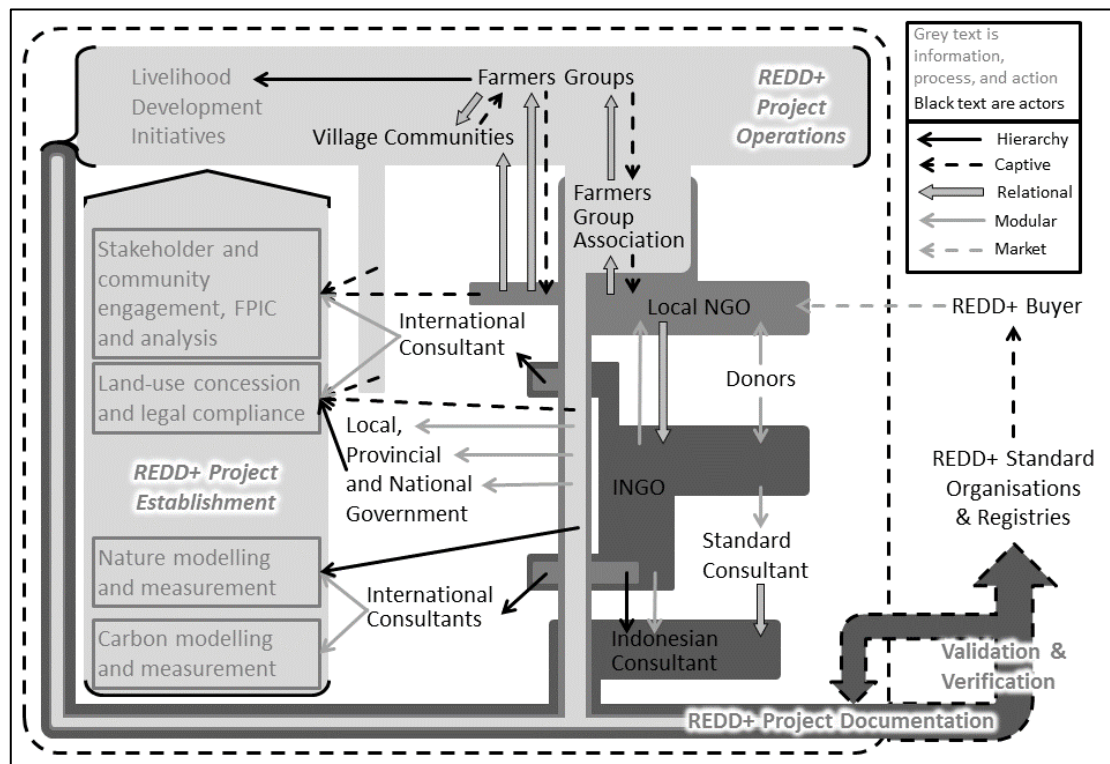 Livelihood
Development
Initiatives
Farmers Groups
Village Communities
REDD+
Project
Operations
Grey text is
information,
process, and action
Black text are actors
Hierarchy
Captive
Relational
Modular
Market
Farmers
Group
Association
Stakeholder and
community
engagement, FPIC
and analysis
Land-use concession
and legal compliance
REDD+ Project
Establishment
Nature modelling
and measurement
Carbon modelling
and measurement
International
Consultant
Local,
Provincial
and National
Government
International
Consultants
Local NGO
Donors
INGO
Standard
Consultant
Indonesian
Consultant
REDD+ Buyer
REDD+ Standard
Organisations
& Registries
Validation &
Verification
REDD+ Project Documentation